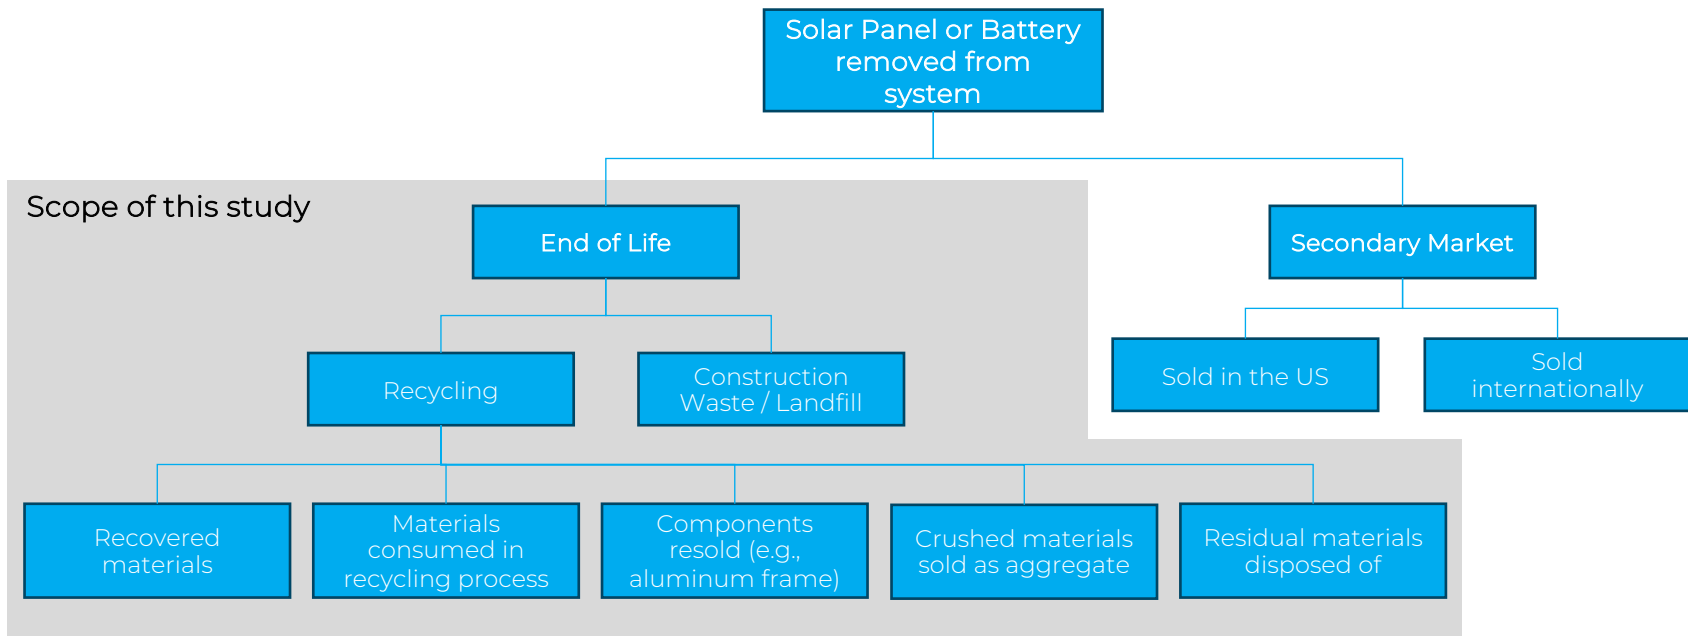 Solar Panel or Battery
removed from
system
Scope of this study
End of Life
Secondary Market
Recycling
Construction
Waste / Landfill
Sold in the US
Sold
internationally
Recovered
materials
Materials
consumed in
recycling process
Components
resold (e.g.,
aluminum frame)
Crushed materials
sold as aggregate
Residual materials
disposed of